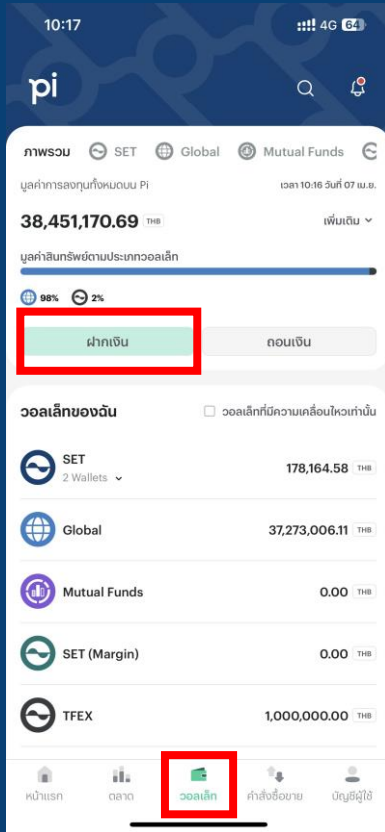 10:17 4G 64
pi
ภาพรวม SET Global Mutual Funds
มูลค่าการลงทุนทั้งหมดบน Pi เวลา 10:16 วันที่ 07 เม.ย.
38,451,170.69 THB เพิ่มเติม
มูลค่าสินทรัพย์ตามประเภทวอลเล็ท
98% 2%
ฝากเงิน ถอนเงิน
วอลเล็ทของฉัน วอลเล็ทที่มีความเคลื่อนไหวเท่านั้น
SET
2 Wallets 178,164.58 THB
Global 37,273,006.11 THB
Mutual Funds 0.00 THB
SET (Margin) 0.00 THB
TFEX 1,000,000.00 THB
หน้าแรก ตลาด วอลเล็ท คำสั่งซื้อขาย บัญชีผู้ใช้